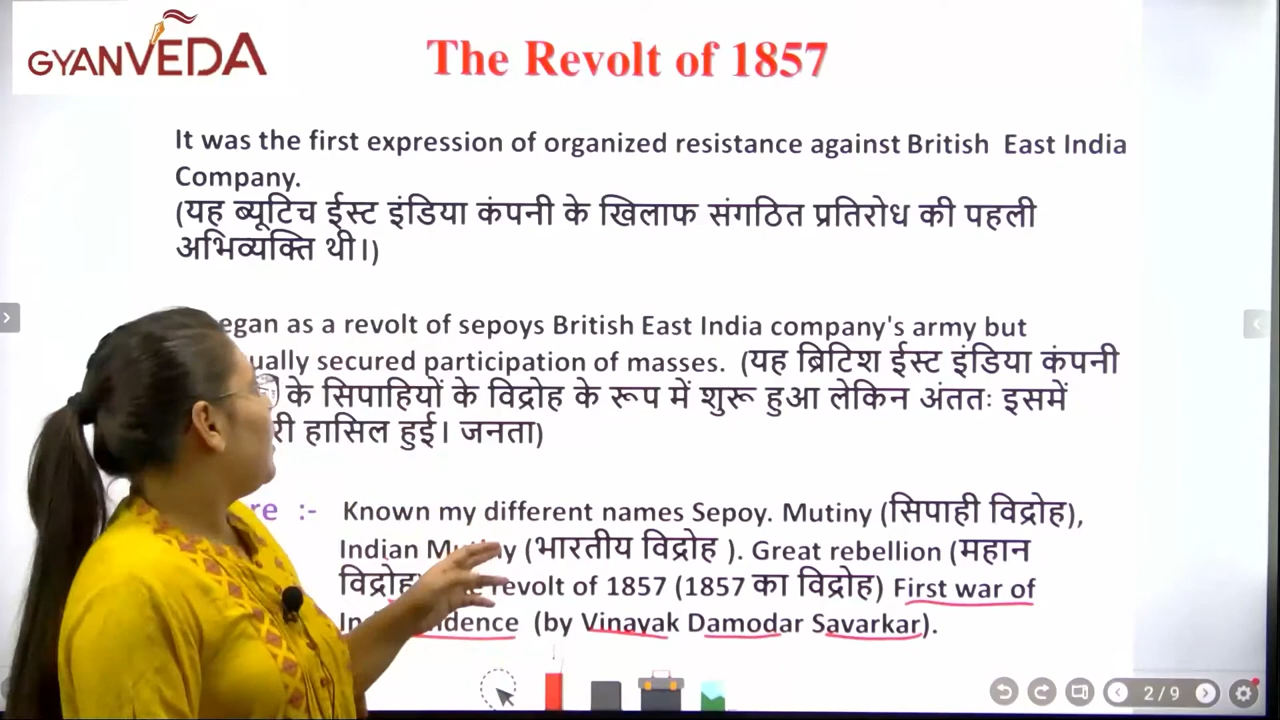 GYANVEDA
The Revolt of 1857
It was the first expression of organized resistance against British East India
Company.
(यह ब्यूटिच ईस्ट इंडिया कंपनी के खिलाफ संगठित प्रतिरोध की पहली
अभिव्यक्ति थी।)
egan as a revolt of sepoys British East India company's army but
ually secured participation of masses. (यह ब्रिटिश ईस्ट इंडिया कंपनी
के सिपाहियों के विद्रोह के रूप में शुरू हुआ लेकिन अंततः इसमें
री हासिल हुई। जनता)
re :- Known my different names Sepoy. Mutiny (सिपाही विद्रोह),
Indian (भारतीय विद्रोह ). Great rebellion (महान
विद्रोह revolt of 1857 (1857 का विद्रोह) First war of
dence (by Vinayak Damodar Savarkar).
2/9